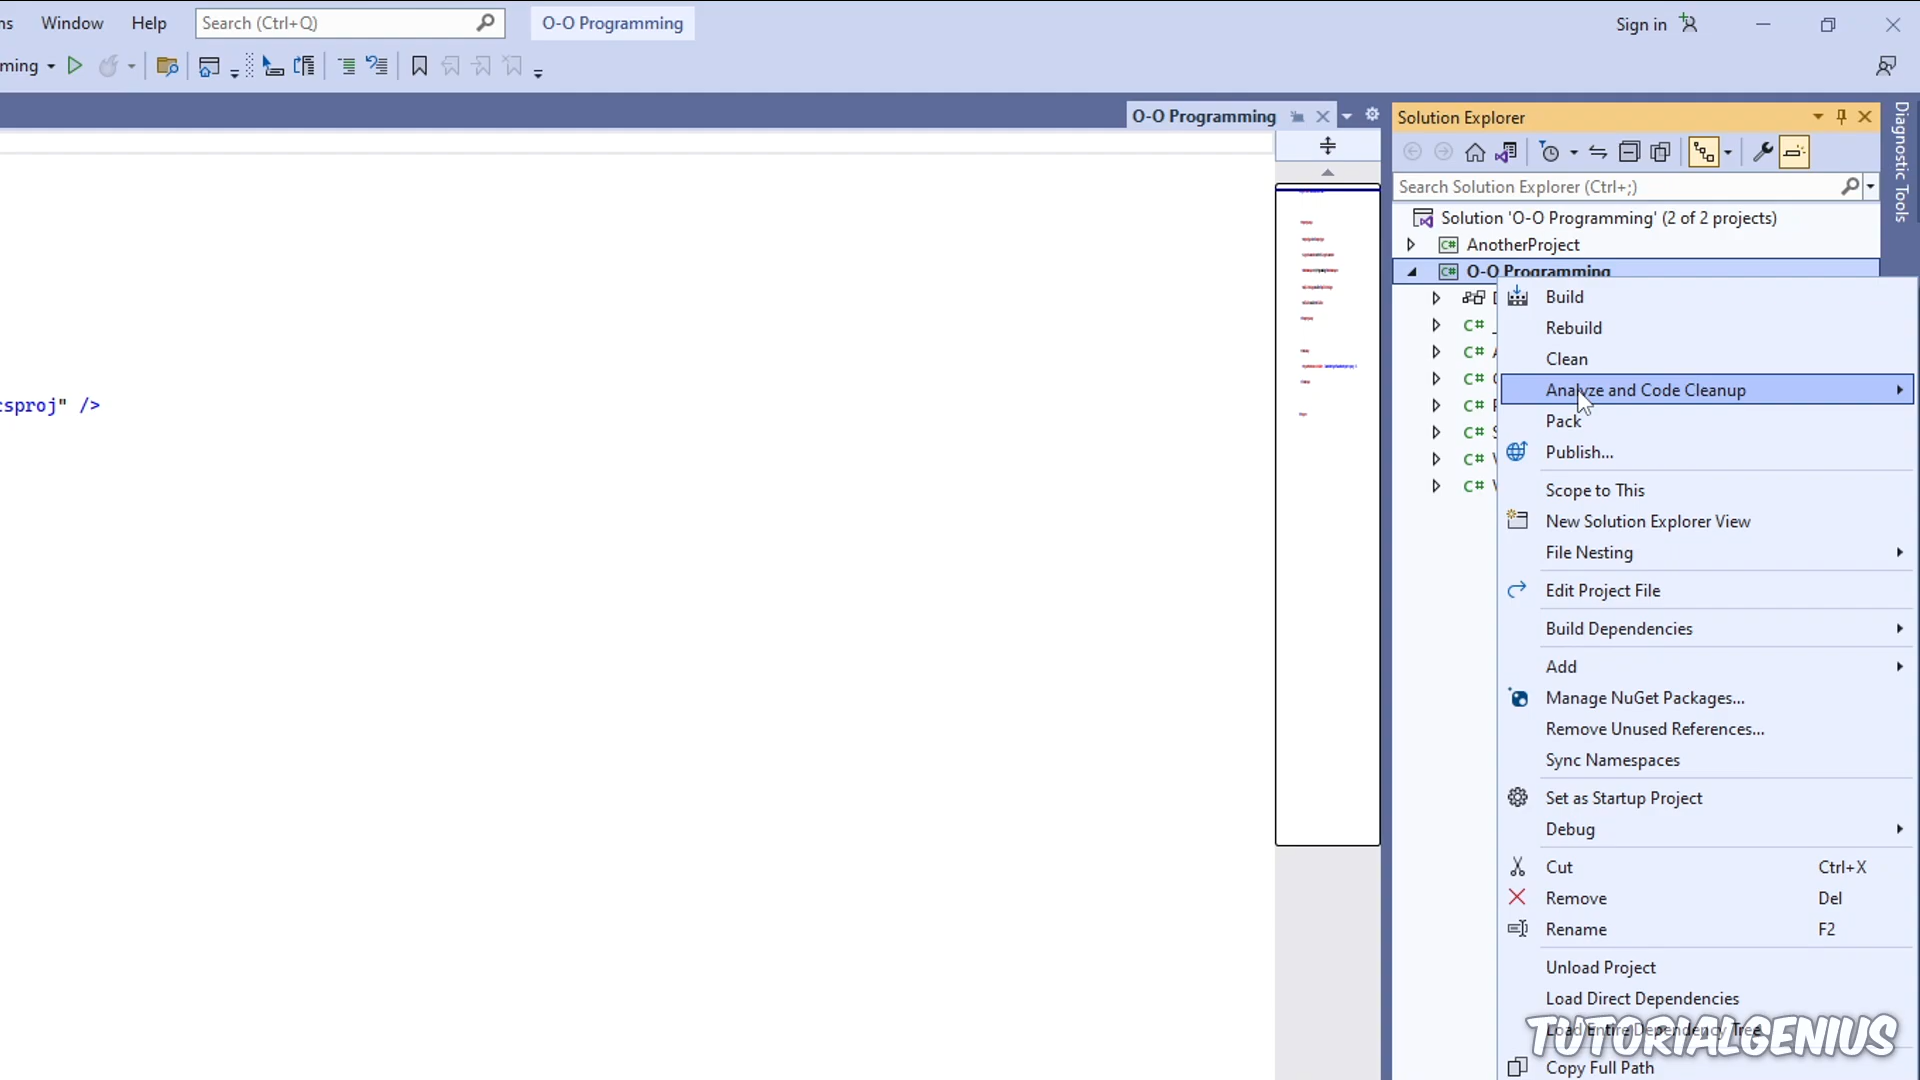 ns Window Help Search (Ctrl+Q) O-O Programming Sign in
ming
O-O Programming
Solution Explorer
Diagnostic Tools
Search Solution Explorer (Ctrl+;)
Solution 'O-O Programming' (2 of 2 projects)
C# AnotherProject
C# O-O Programming
Build
C#
Rebuild
C#
Clean
C#
Analyze and Code Cleanup
csproj" />
C#
Pack
C#
Publish...
C#
Scope to This
C#
New Solution Explorer View
File Nesting
Edit Project File
Build Dependencies
Add
Manage NuGet Packages...
Remove Unused References...
Sync Namespaces
Set as Startup Project
Debug
Cut Ctrl+X
Remove Del
Rename F2
Unload Project
Load Direct Dependencies
Load Entire Dependency Tree
TUTORIALGENIUS
Copy Full Path